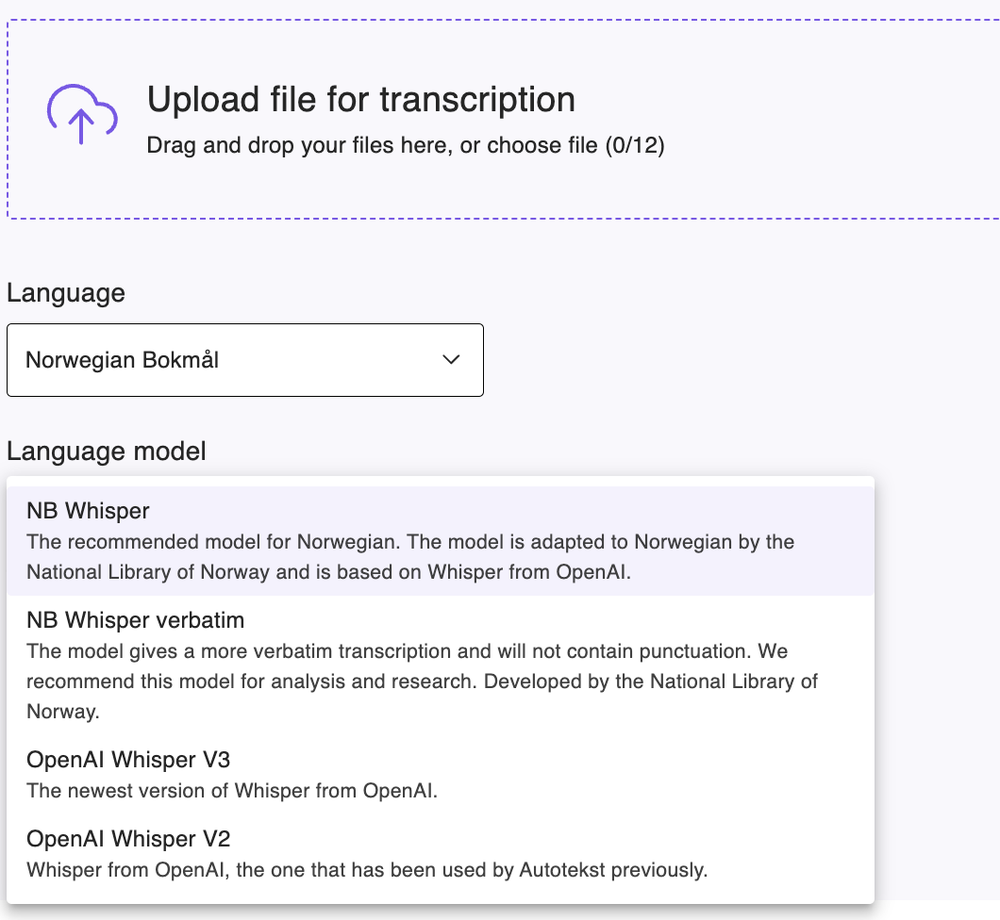 Upload file for transcription
Drag and drop your files here, or choose file (0/12)
Language
Norwegian Bokmål
Language model
NB Whisper
The recommended model for Norwegian. The model is adapted to Norwegian by the
National Library of Norway and is based on Whisper from OpenAI.
NB Whisper verbatim
The model gives a more verbatim transcription and will not contain punctuation. We
recommend this model for analysis and research. Developed by the National Library of
Norway.
OpenAI Whisper V3
The newest version of Whisper from OpenAI.
OpenAI Whisper V2
Whisper from OpenAI, the one that has been used by Autotekst previously.